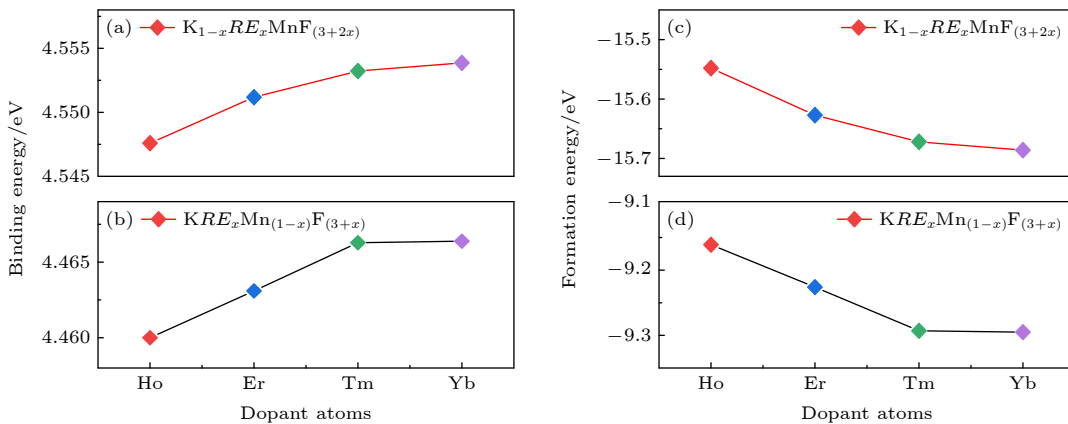 (a) K₁₋ₓREₓMnF₍₃₊₂ₓ₎
4.555
4.550
4.545
Binding energy/eV
(b) KREₓMn₍₁₋ₓ₎F₍₃₊ₓ₎
4.465
4.460
Ho Er Tm Yb
Dopant atoms
(c) K₁₋ₓREₓMnF₍₃₊₂ₓ₎
−15.5
−15.6
−15.7
Formation energy/eV
−9.1
(d) KREₓMn₍₁₋ₓ₎F₍₃₊ₓ₎
−9.2
−9.3
Ho Er Tm Yb
Dopant atoms